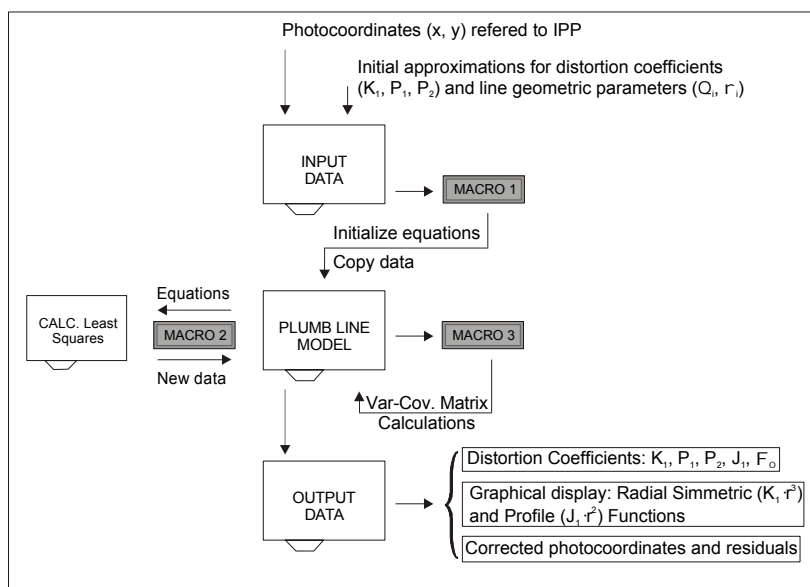 Photocoordinates (x, y) refered to IPP
Initial approximations for distortion coefficients
(K₁, P₁, P₂) and line geometric parameters (Qᵢ, rᵢ)
INPUT
DATA
MACRO 1
Initialize equations
Copy data
Equations
CALC. Least
Squares
MACRO 2
New data
PLUMB LINE
MODEL
MACRO 3
Var-Cov. Matrix
Calculations
OUTPUT
DATA
Distortion Coefficients: K₁, P₁, P₂, J₁, F₀
Graphical display: Radial Simmetric (K₁·r³)
and Profile (J₁·r²) Functions
Corrected photocoordinates and residuals